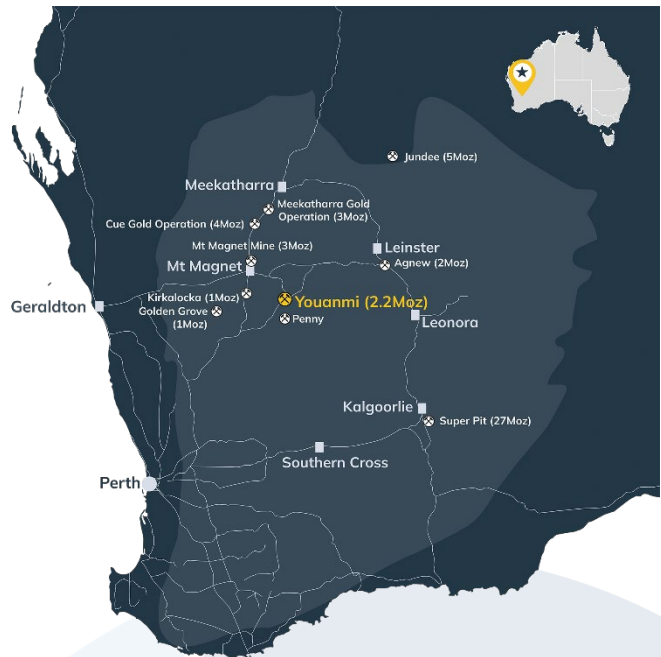 Jundee (5Moz)
Meekatharra
Meekatharra Gold
Operation (3Moz)
Cue Gold Operation (4Moz)
Mt Magnet Mine (3Moz)
Leinster
Mt Magnet
Agnew (2Moz)
Kirkalocka (1Moz)
Youanmi (2.2Moz)
Geraldton
Golden Grove
(1Moz)
Penny
Leonora
Kalgoorlie
Super Pit (27Moz)
Southern Cross
Perth